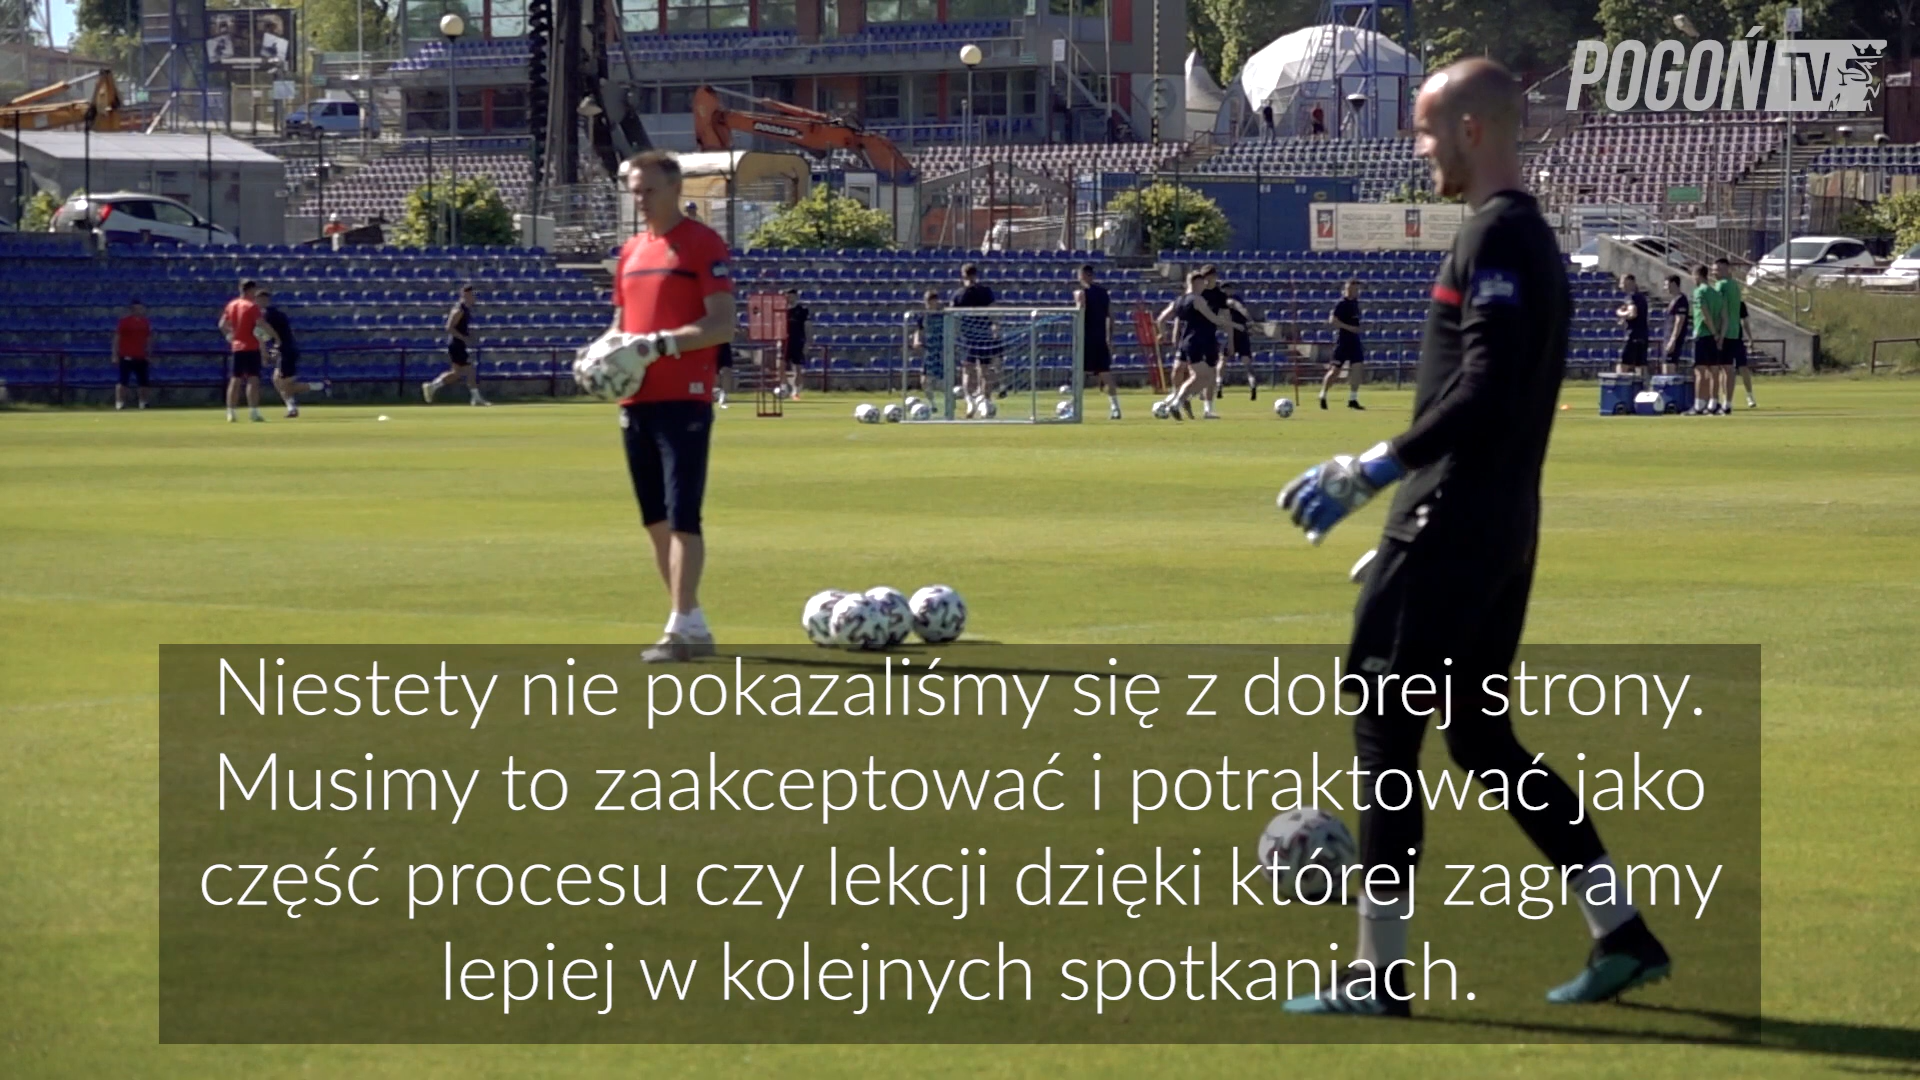 POGOŃ TV
DOOSAN
Niestety nie pokazaliśmy się z dobrej strony.
Musimy to zaakceptować i potraktować jako
część procesu czy lekcji dzięki której zagramy
lepiej w kolejnych spotkaniach.